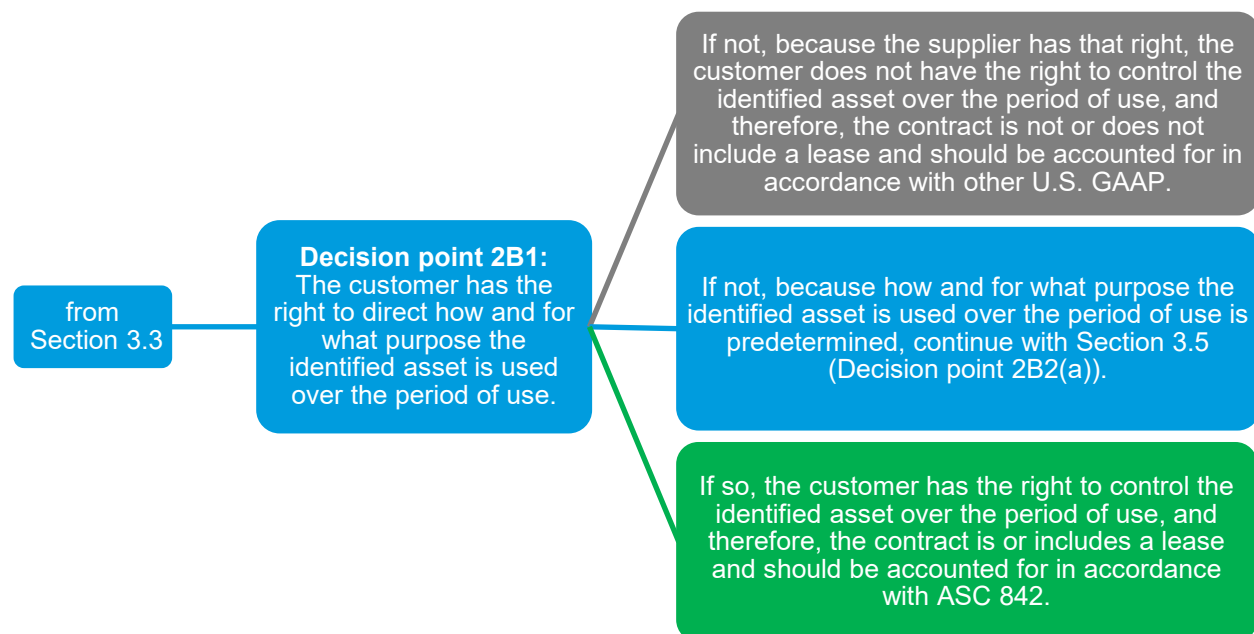 from
Section 3.3
Decision point 2B1:
The customer has the
right to direct how and for
what purpose the
identified asset is used
over the period of use.
If not, because the supplier has that right, the
customer does not have the right to control the
identified asset over the period of use, and
therefore, the contract is not or does not
include a lease and should be accounted for in
accordance with other U.S. GAAP.
If not, because how and for what purpose the
identified asset is used over the period of use is
predetermined, continue with Section 3.5
(Decision point 2B2(a)).
If so, the customer has the right to control the
identified asset over the period of use, and
therefore, the contract is or includes a lease
and should be accounted for in accordance
with ASC 842.